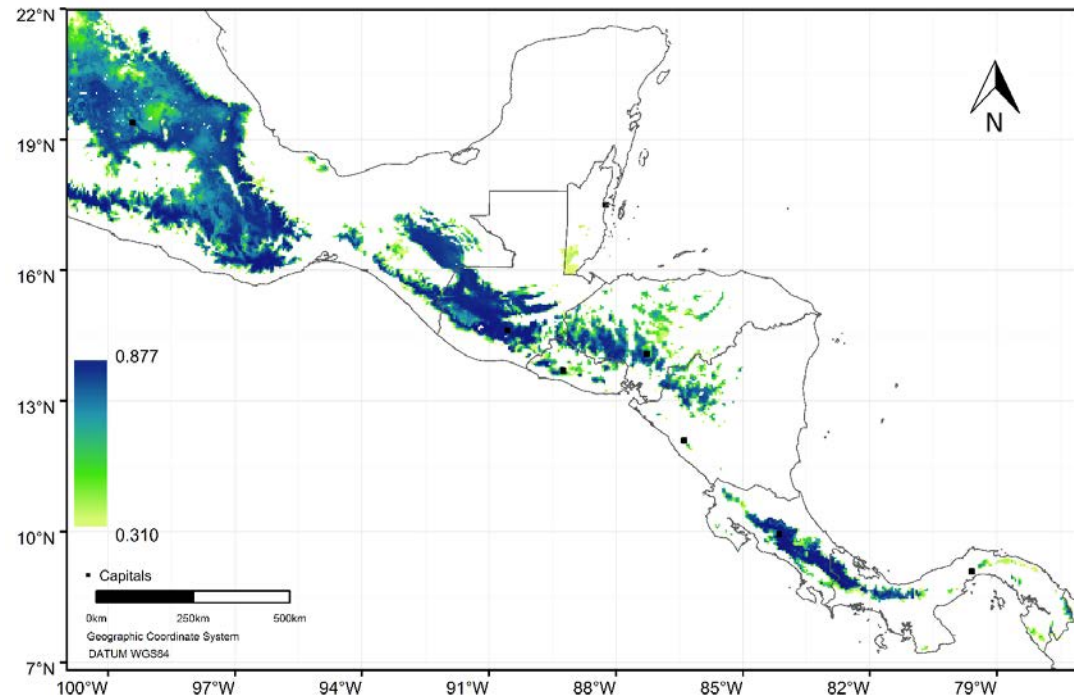 22°N
19°N
16°N
13°N
10°N
7°N
N
0.877
0.310
Capitals
0km 250km 500km
Geographic Coordinate System
DATUM WGS84
100°W 97°W 94°W 91°W 88°W 85°W 82°W 79°W